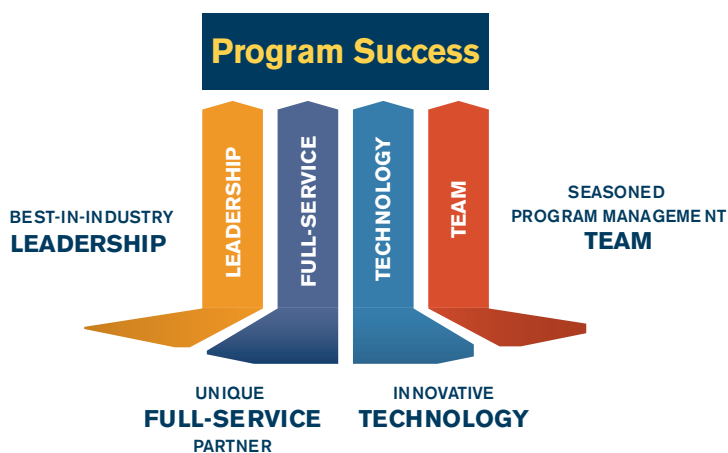 Program Success
LEADERSHIP
FULL-SERVICE
TECHNOLOGY
TEAM
BEST-IN-INDUSTRY
LEADERSHIP
SEASONED
PROGRAM MANAGEMENT
TEAM
UNIQUE
FULL-SERVICE
PARTNER
INNOVATIVE
TECHNOLOGY